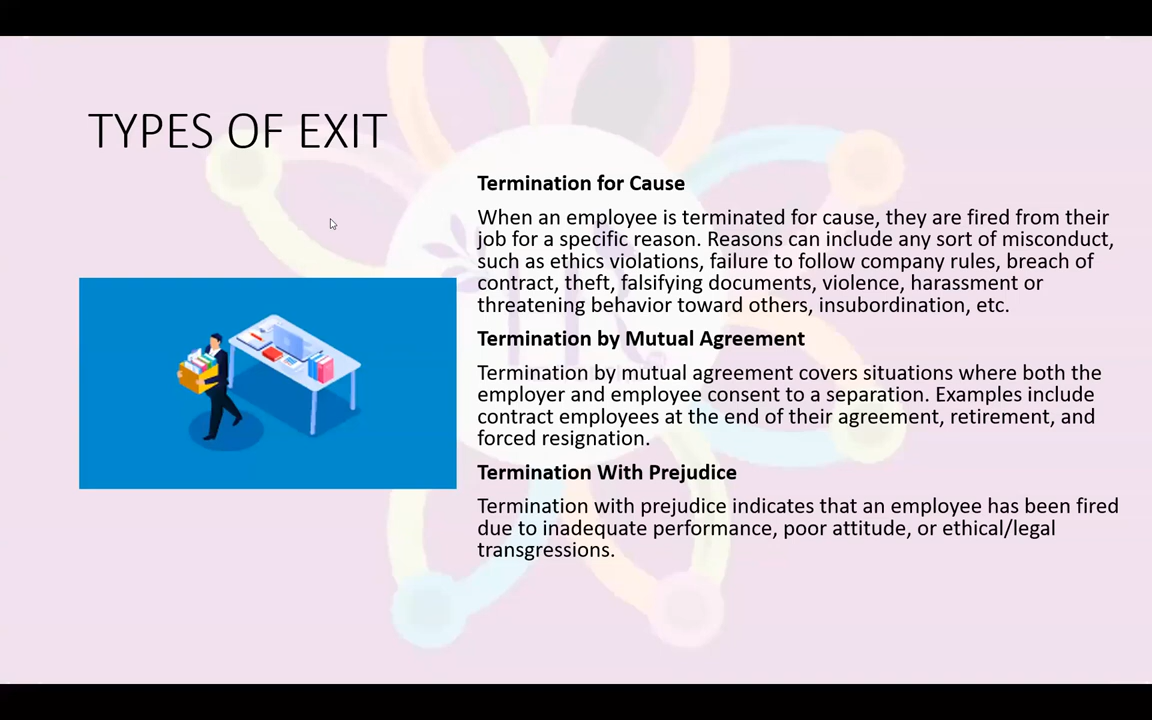 TYPES OF EXIT
Termination for Cause
When an employee is terminated for cause, they are fired from their
job for a specific reason. Reasons can include any sort of misconduct,
such as ethics violations, failure to follow company rules, breach of
contract, theft, falsifying documents, violence, harassment or
threatening behavior toward others, insubordination, etc.
Termination by Mutual Agreement
Termination by mutual agreement covers situations where both the
employer and employee consent to a separation. Examples include
contract employees at the end of their agreement, retirement, and
forced resignation.
Termination With Prejudice
Termination with prejudice indicates that an employee has been fired
due to inadequate performance, poor attitude, or ethical/legal
transgressions.